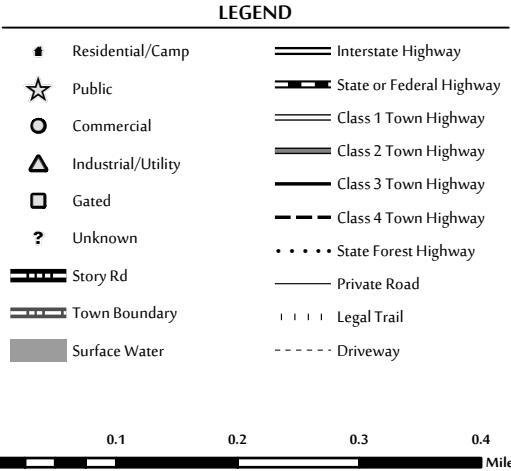 LEGEND
Residential/Camp
Public
Commercial
Industrial/Utility
Gated
? Unknown
Story Rd
Town Boundary
Surface Water
Interstate Highway
State or Federal Highway
Class 1 Town Highway
Class 2 Town Highway
Class 3 Town Highway
Class 4 Town Highway
State Forest Highway
Private Road
Legal Trail
Driveway
0.1 0.2 0.3 0.4
Mile